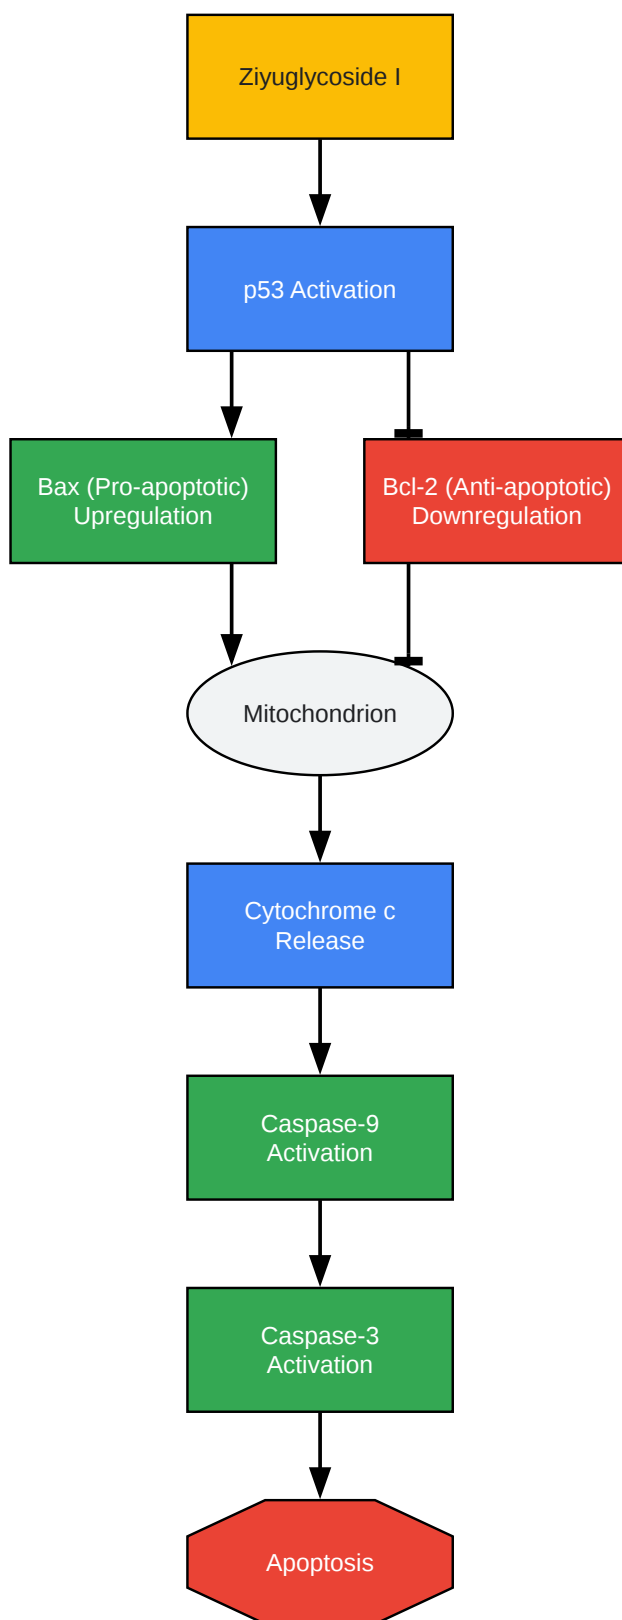 Ziyuglycoside I
p53 Activation
Bax (Pro-apoptotic)
Upregulation
Bcl-2 (Anti-apoptotic)
Downregulation
Mitochondrion
Cytochrome c
Release
Caspase-9
Activation
Caspase-3
Activation
Apoptosis